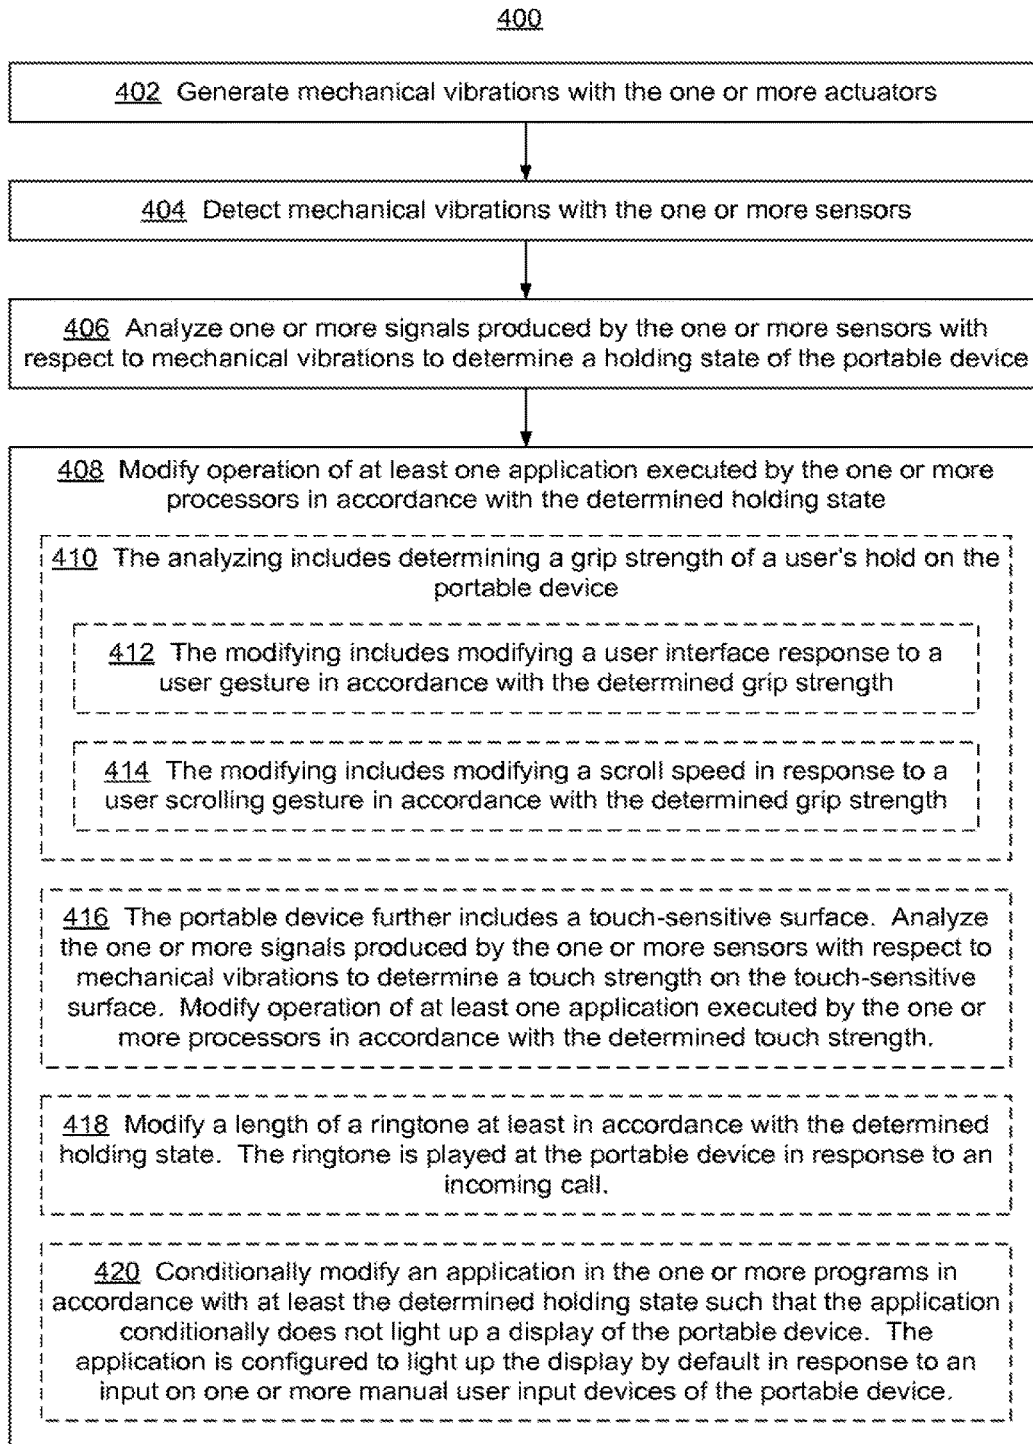 400
402 Generate mechanical vibrations with the one or more actuators
404 Detect mechanical vibrations with the one or more sensors
406 Analyze one or more signals produced by the one or more sensors with
respect to mechanical vibrations to determine a holding state of the portable device
408 Modify operation of at least one application executed by the one or more
processors in accordance with the determined holding state
410 The analyzing includes determining a grip strength of a user's hold on the
portable device
412 The modifying includes modifying a user interface response to a
user gesture in accordance with the determined grip strength
414 The modifying includes modifying a scroll speed in response to a
user scrolling gesture in accordance with the determined grip strength
416 The portable device further includes a touch-sensitive surface. Analyze
the one or more signals produced by the one or more sensors with respect to
mechanical vibrations to determine a touch strength on the touch-sensitive
surface. Modify operation of at least one application executed by the one or
more processors in accordance with the determined touch strength.
418 Modify a length of a ringtone at least in accordance with the determined
holding state. The ringtone is played at the portable device in response to an
incoming call.
420 Conditionally modify an application in the one or more programs in
accordance with at least the determined holding state such that the application
conditionally does not light up a display of the portable device. The
application is configured to light up the display by default in response to an
input on one or more manual user input devices of the portable device.